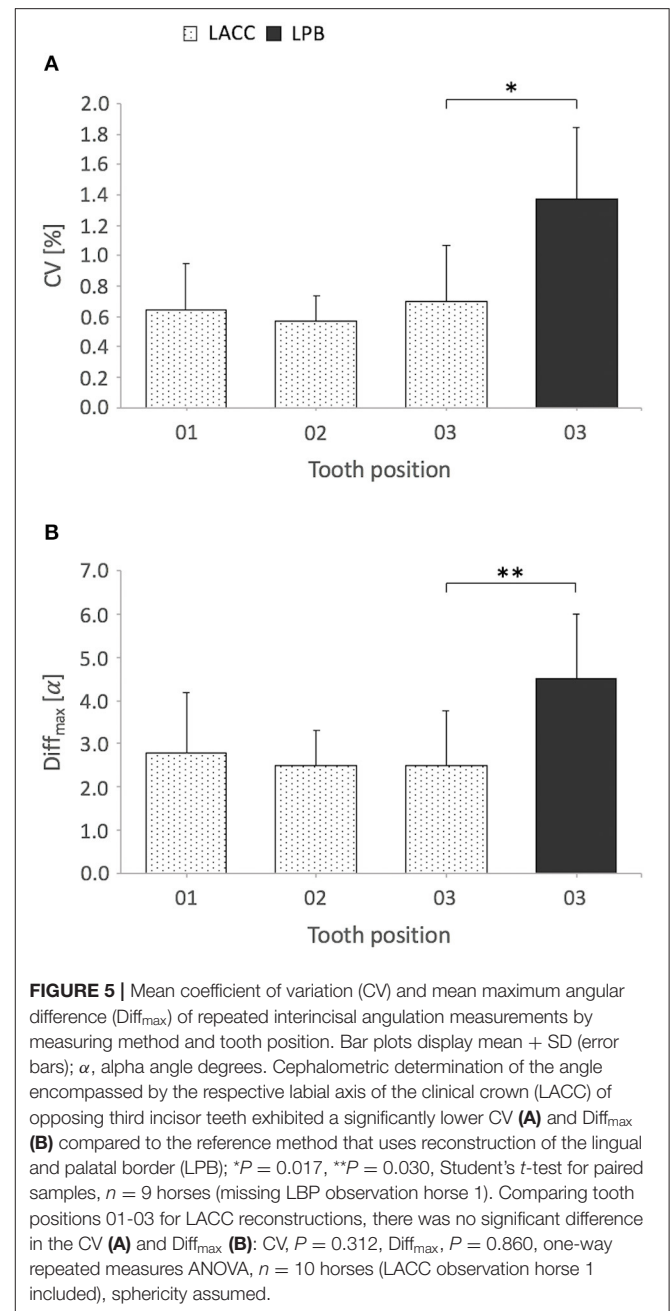 LACC LPB
A
*
2.0
1.8
1.6
1.4
1.2
1.0
0.8
0.6
0.4
0.2
0.0
CV [%]
01 02 03 03
Tooth position
B
**
7.0
6.0
5.0
4.0
3.0
2.0
1.0
0.0
Diffmax [α]
01 02 03 03
Tooth position
FIGURE 5 | Mean coefficient of variation (CV) and mean maximum angular
difference (Diffmax) of repeated interincisal angulation measurements by
measuring method and tooth position. Bar plots display mean + SD (error
bars); α, alpha angle degrees. Cephalometric determination of the angle
encompassed by the respective labial axis of the clinical crown (LACC) of
opposing third incisor teeth exhibited a significantly lower CV (A) and Diffmax
(B) compared to the reference method that uses reconstruction of the lingual
and palatal border (LPB); *P = 0.017, **P = 0.030, Student's t-test for paired
samples, n = 9 horses (missing LBP observation horse 1). Comparing tooth
positions 01-03 for LACC reconstructions, there was no significant difference
in the CV (A) and Diffmax (B): CV, P = 0.312, Diffmax, P = 0.860, one-way
repeated measures ANOVA, n = 10 horses (LACC observation horse 1
included), sphericity assumed.